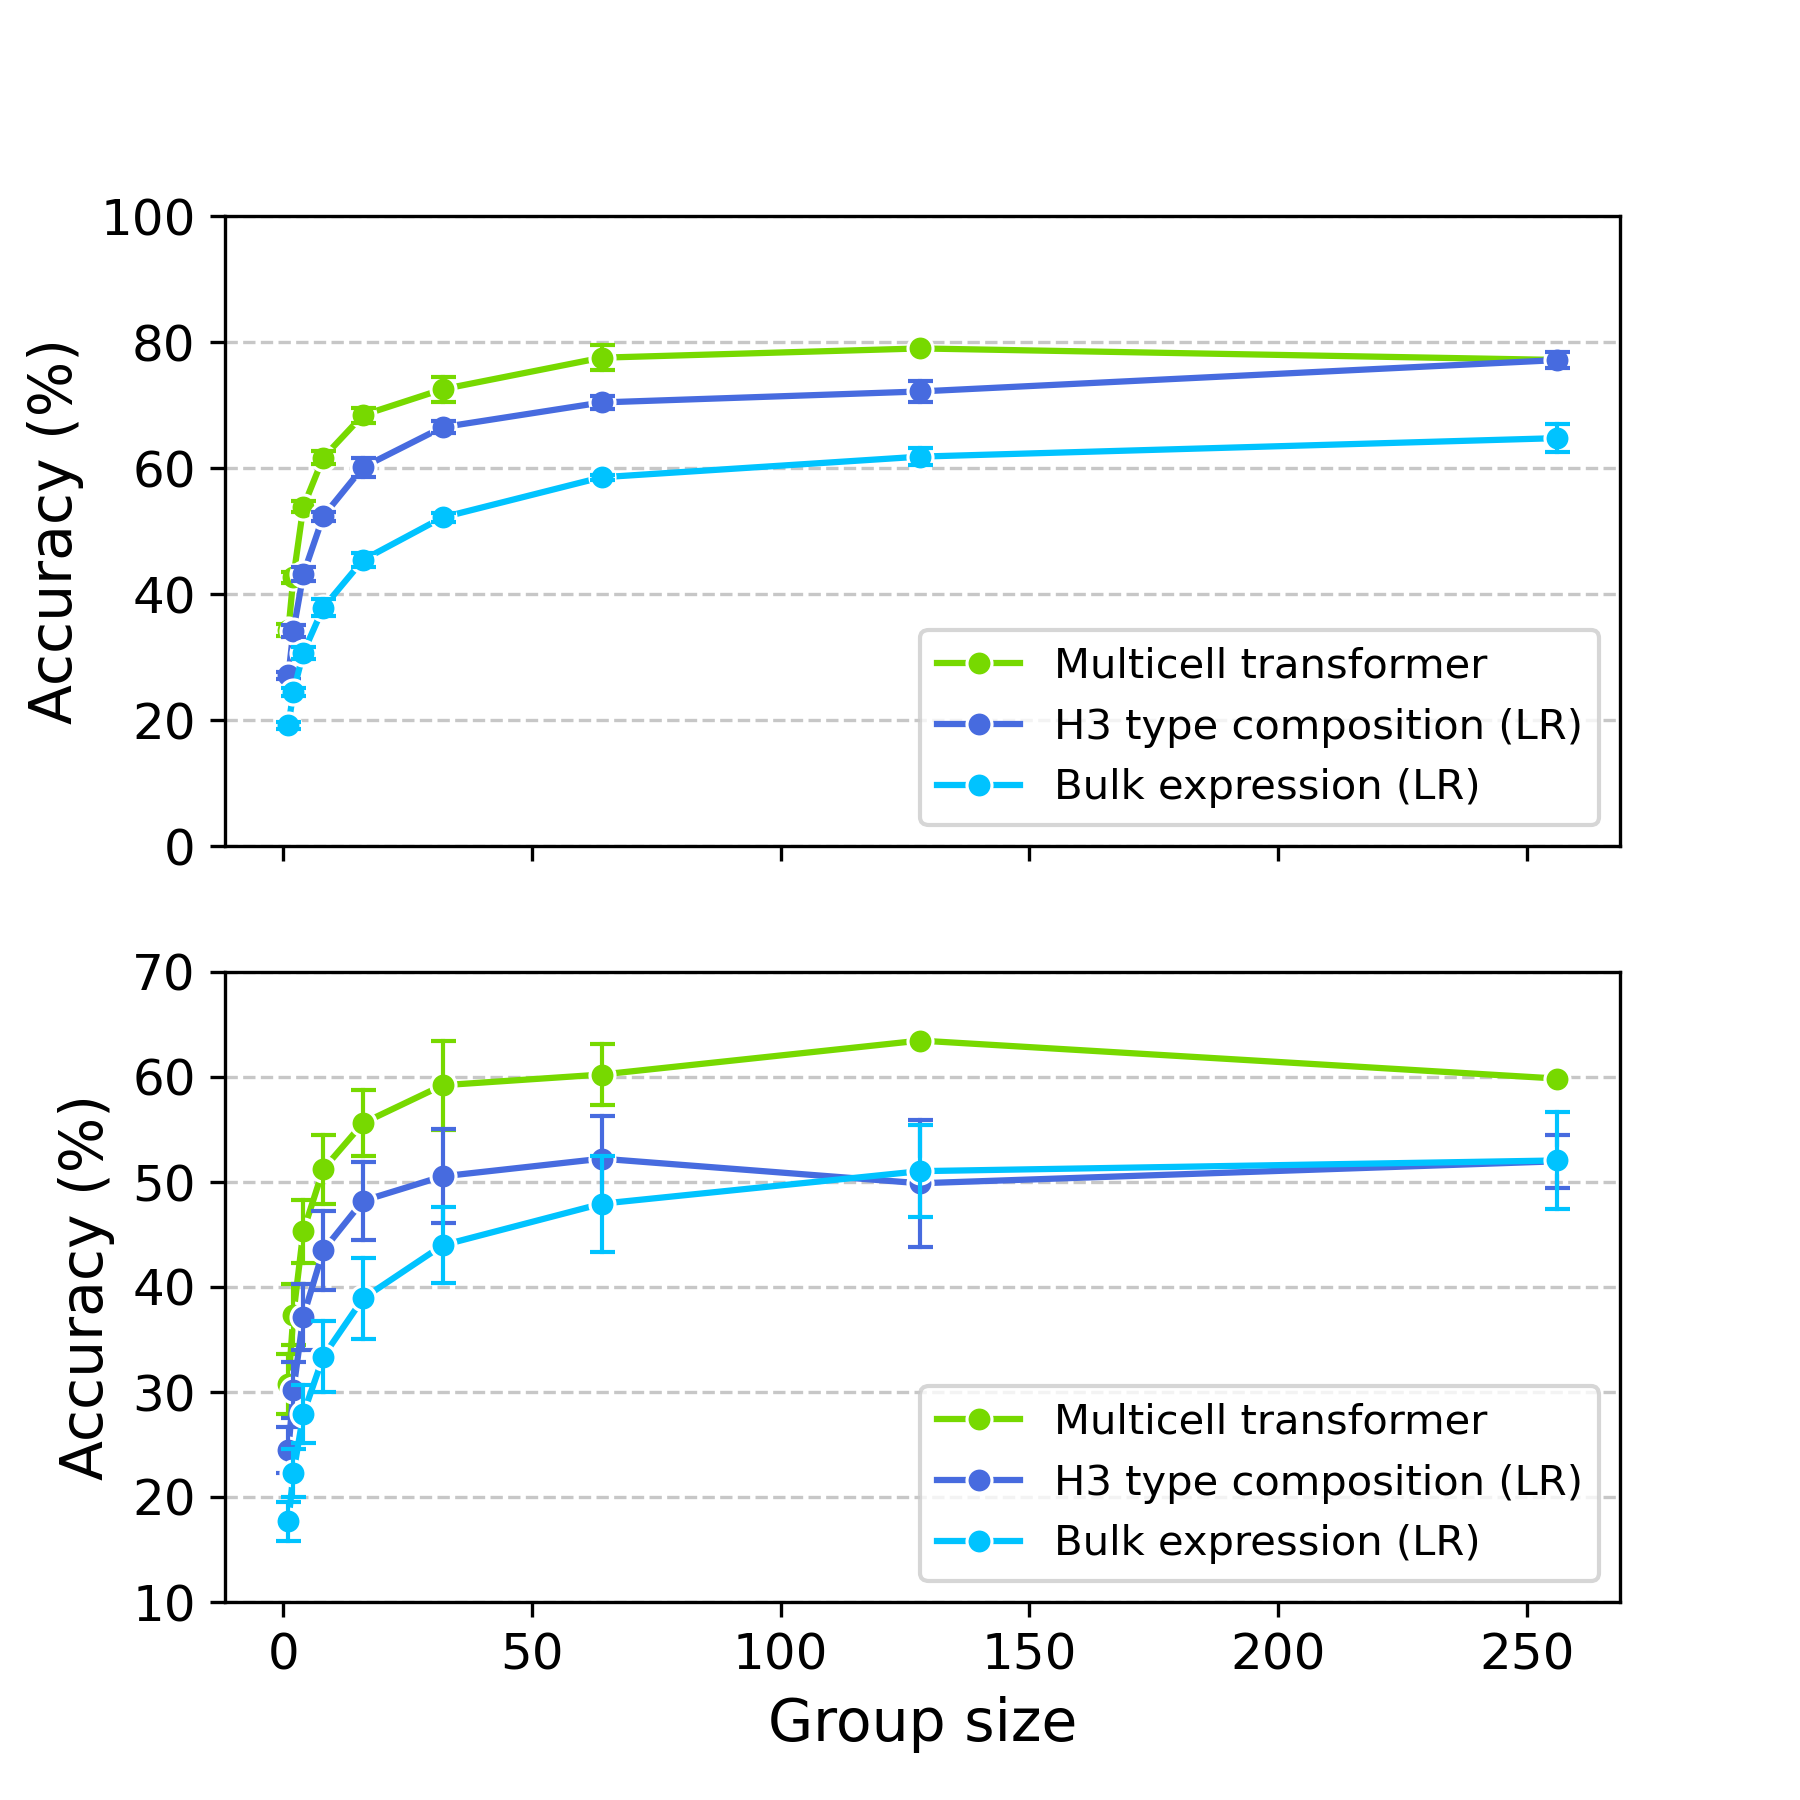 100
80
60
40
20
0
Accuracy (%)
Multicell transformer
H3 type composition (LR)
Bulk expression (LR)
70
60
50
40
30
20
10
Accuracy (%)
Multicell transformer
H3 type composition (LR)
Bulk expression (LR)
0 50 100 150 200 250
Group size